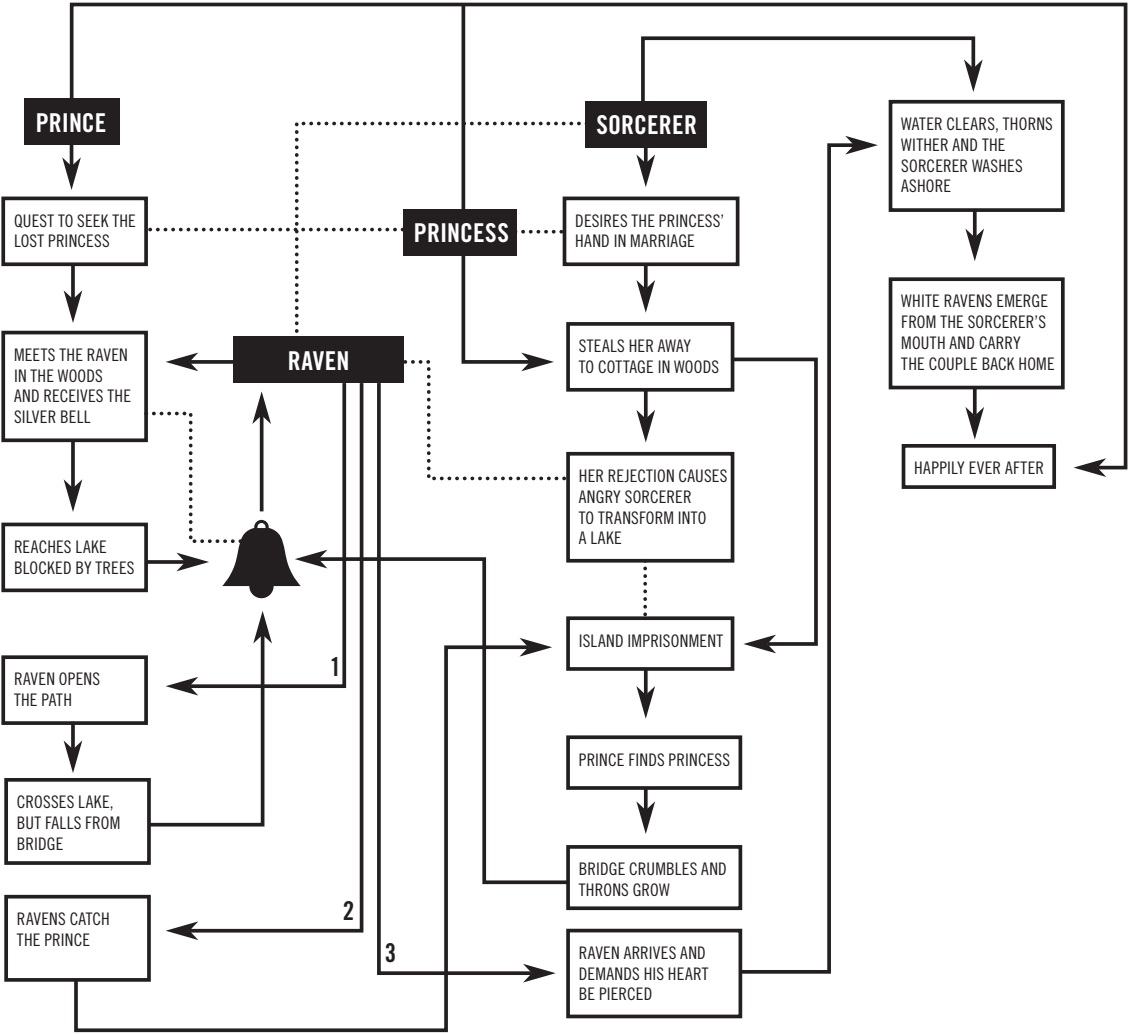 PRINCE
QUEST TO SEEK THE
LOST PRINCESS
MEETS THE RAVEN
IN THE WOODS
AND RECEIVES THE
SILVER BELL
REACHES LAKE
BLOCKED BY TREES
RAVEN OPENS
THE PATH
CROSSES LAKE,
BUT FALLS FROM
BRIDGE
RAVENS CATCH
THE PRINCE
RAVEN
1
2
3
PRINCESS
SORCERER
DESIRES THE PRINCESS'
HAND IN MARRIAGE
STEALS HER AWAY
TO COTTAGE IN WOODS
HER REJECTION CAUSES
ANGRY SORCERER
TO TRANSFORM INTO
A LAKE
ISLAND IMPRISONMENT
PRINCE FINDS PRINCESS
BRIDGE CRUMBLES AND
THRONS GROW
RAVEN ARRIVES AND
DEMANDS HIS HEART
BE PIERCED
WATER CLEARS, THORNS
WITHER AND THE
SORCERER WASHES
ASHORE
WHITE RAVENS EMERGE
FROM THE SORCERER'S
MOUTH AND CARRY
THE COUPLE BACK HOME
HAPPILY EVER AFTER